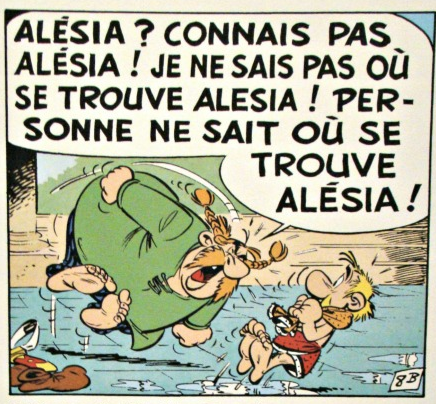 ALÉSIA ? CONNAIS PAS
ALÉSIA ! JE NE SAIS PAS OÙ
SE TROUVE ALESIA ! PER-
SONNE NE SAIT OÙ SE
TROUVE
ALÉSIA !
8B